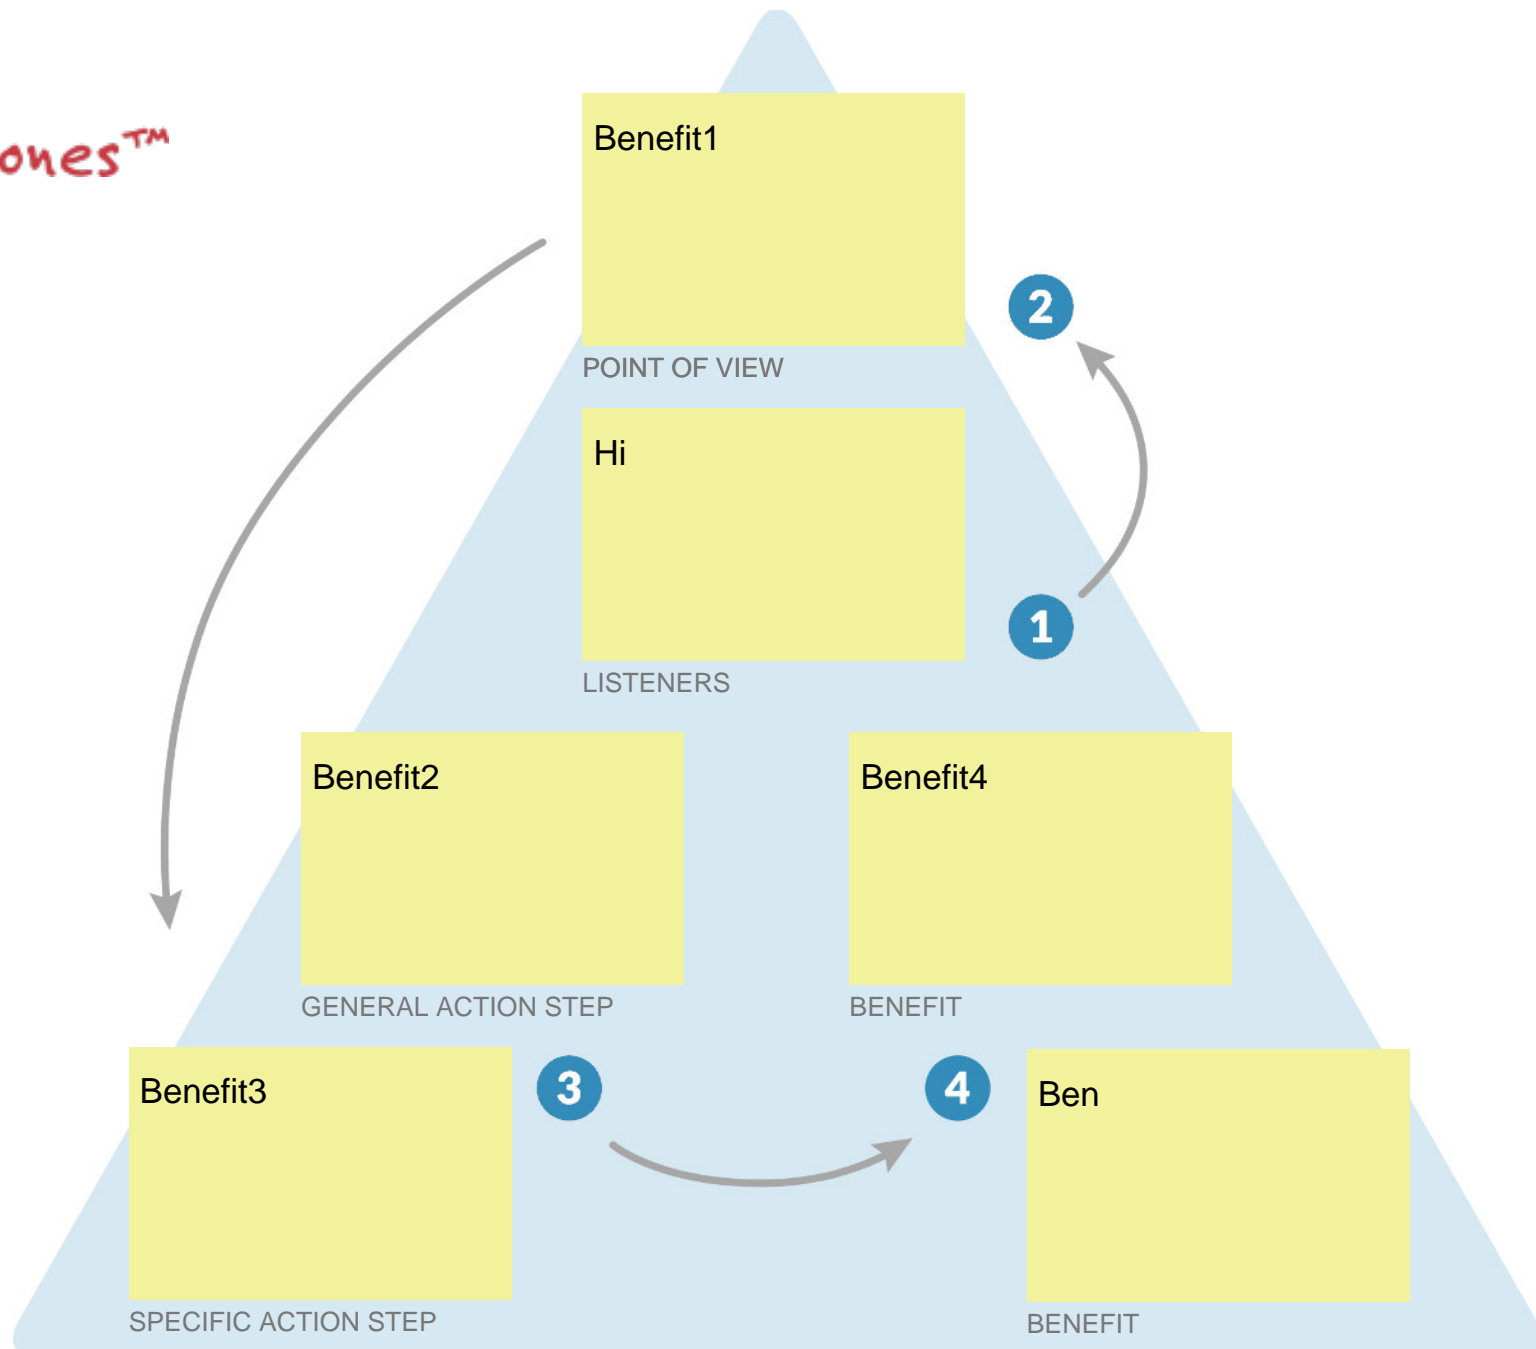 ones™
Benefit1
2
POINT OF VIEW
Hi
1
LISTENERS
Benefit2
Benefit4
GENERAL ACTION STEP
BENEFIT
Benefit3
3
4
Ben
SPECIFIC ACTION STEP
BENEFIT